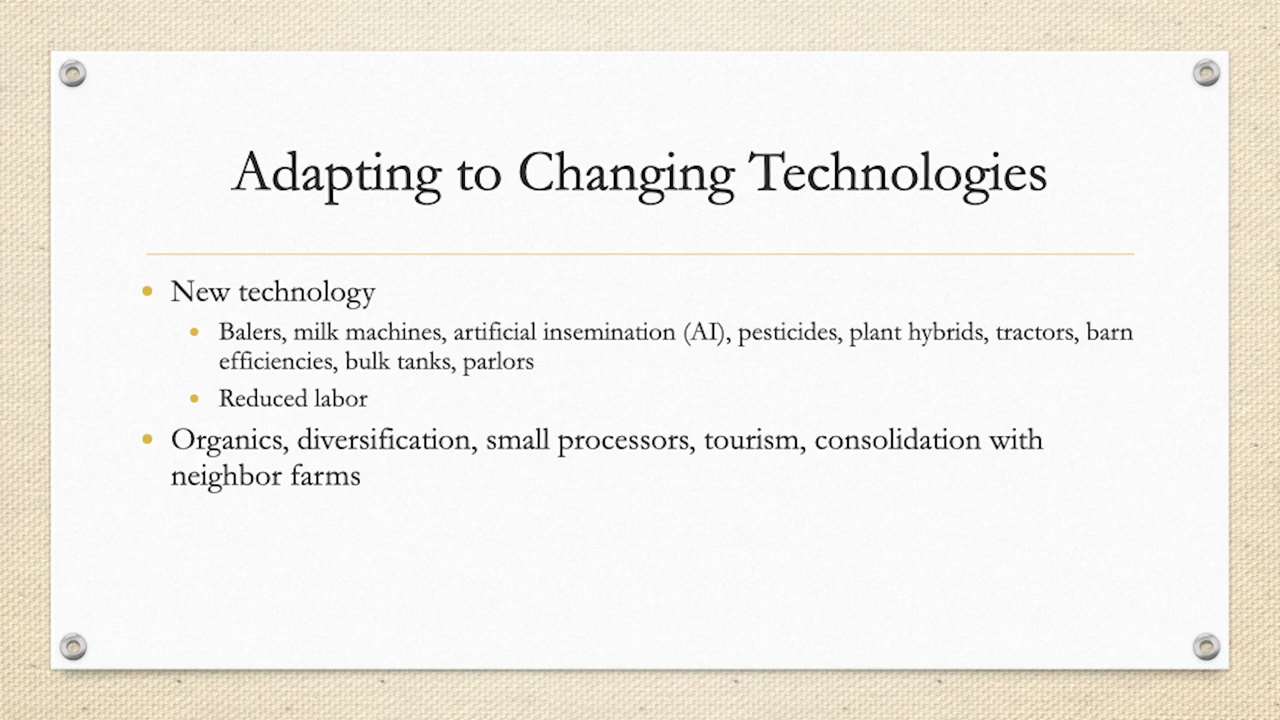 Adapting to Changing Technologies
New technology
Balers, milk machines, artificial insemination (AI), pesticides, plant hybrids, tractors, barn
efficiencies, bulk tanks, parlors
Reduced labor
Organics, diversification, small processors, tourism, consolidation with
neighbor farms